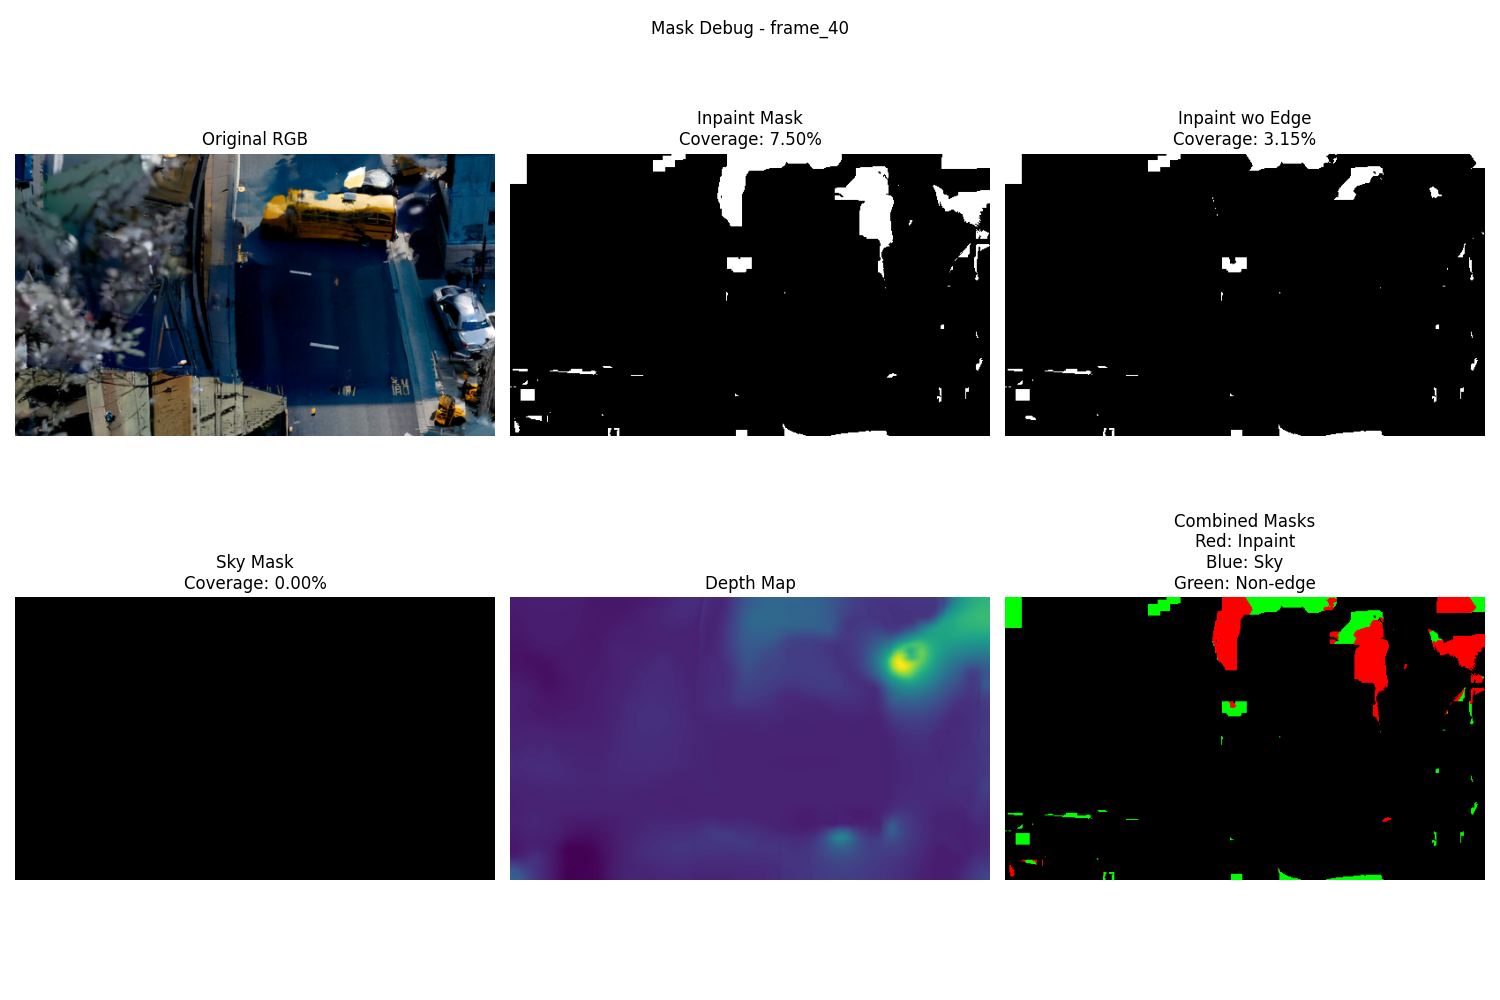 Mask Debug - frame_40
Original RGB
Inpaint Mask
Coverage: 7.50%
Inpaint wo Edge
Coverage: 3.15%
Sky Mask
Coverage: 0.00%
Depth Map
Combined Masks
Red: Inpaint
Blue: Sky
Green: Non-edge